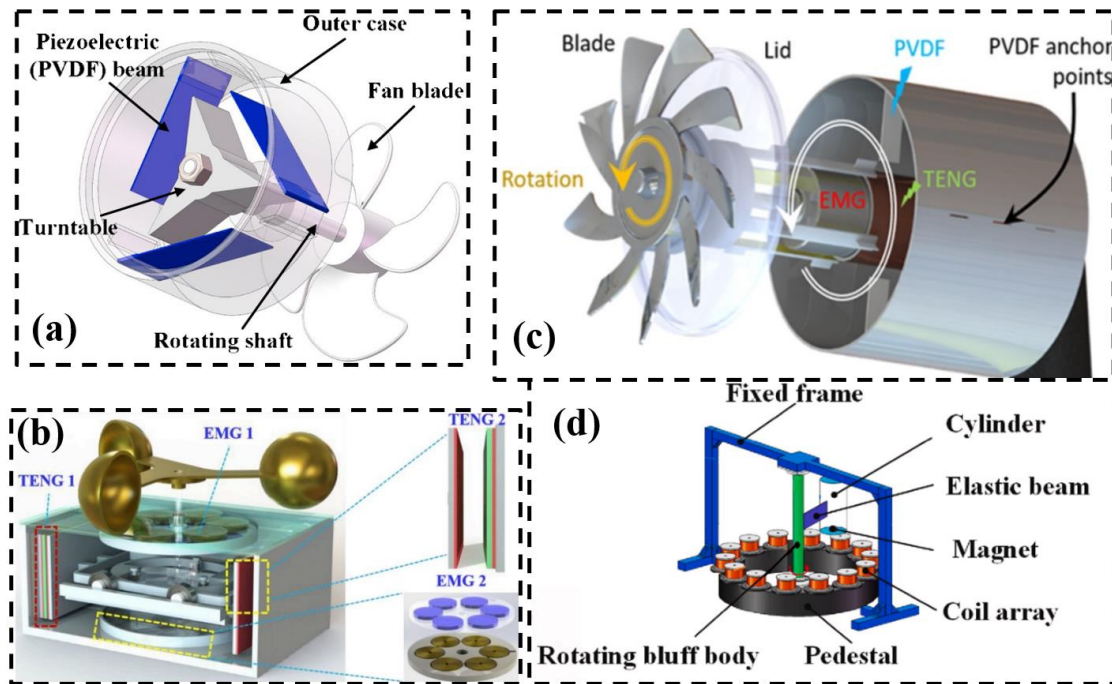 Piezoelectric
(PVDF) beam
Outer case
Fan blade
Turntable
Rotating shaft
(a)
Blade
Lid
PVDF
PVDF anchor
points
Rotation
EMG
TENG
(c)
(b)
EMG 1
TENG 1
TENG 2
EMG 2
(d)
Fixed frame
Cylinder
Elastic beam
Magnet
Coil array
Rotating bluff body
Pedestal